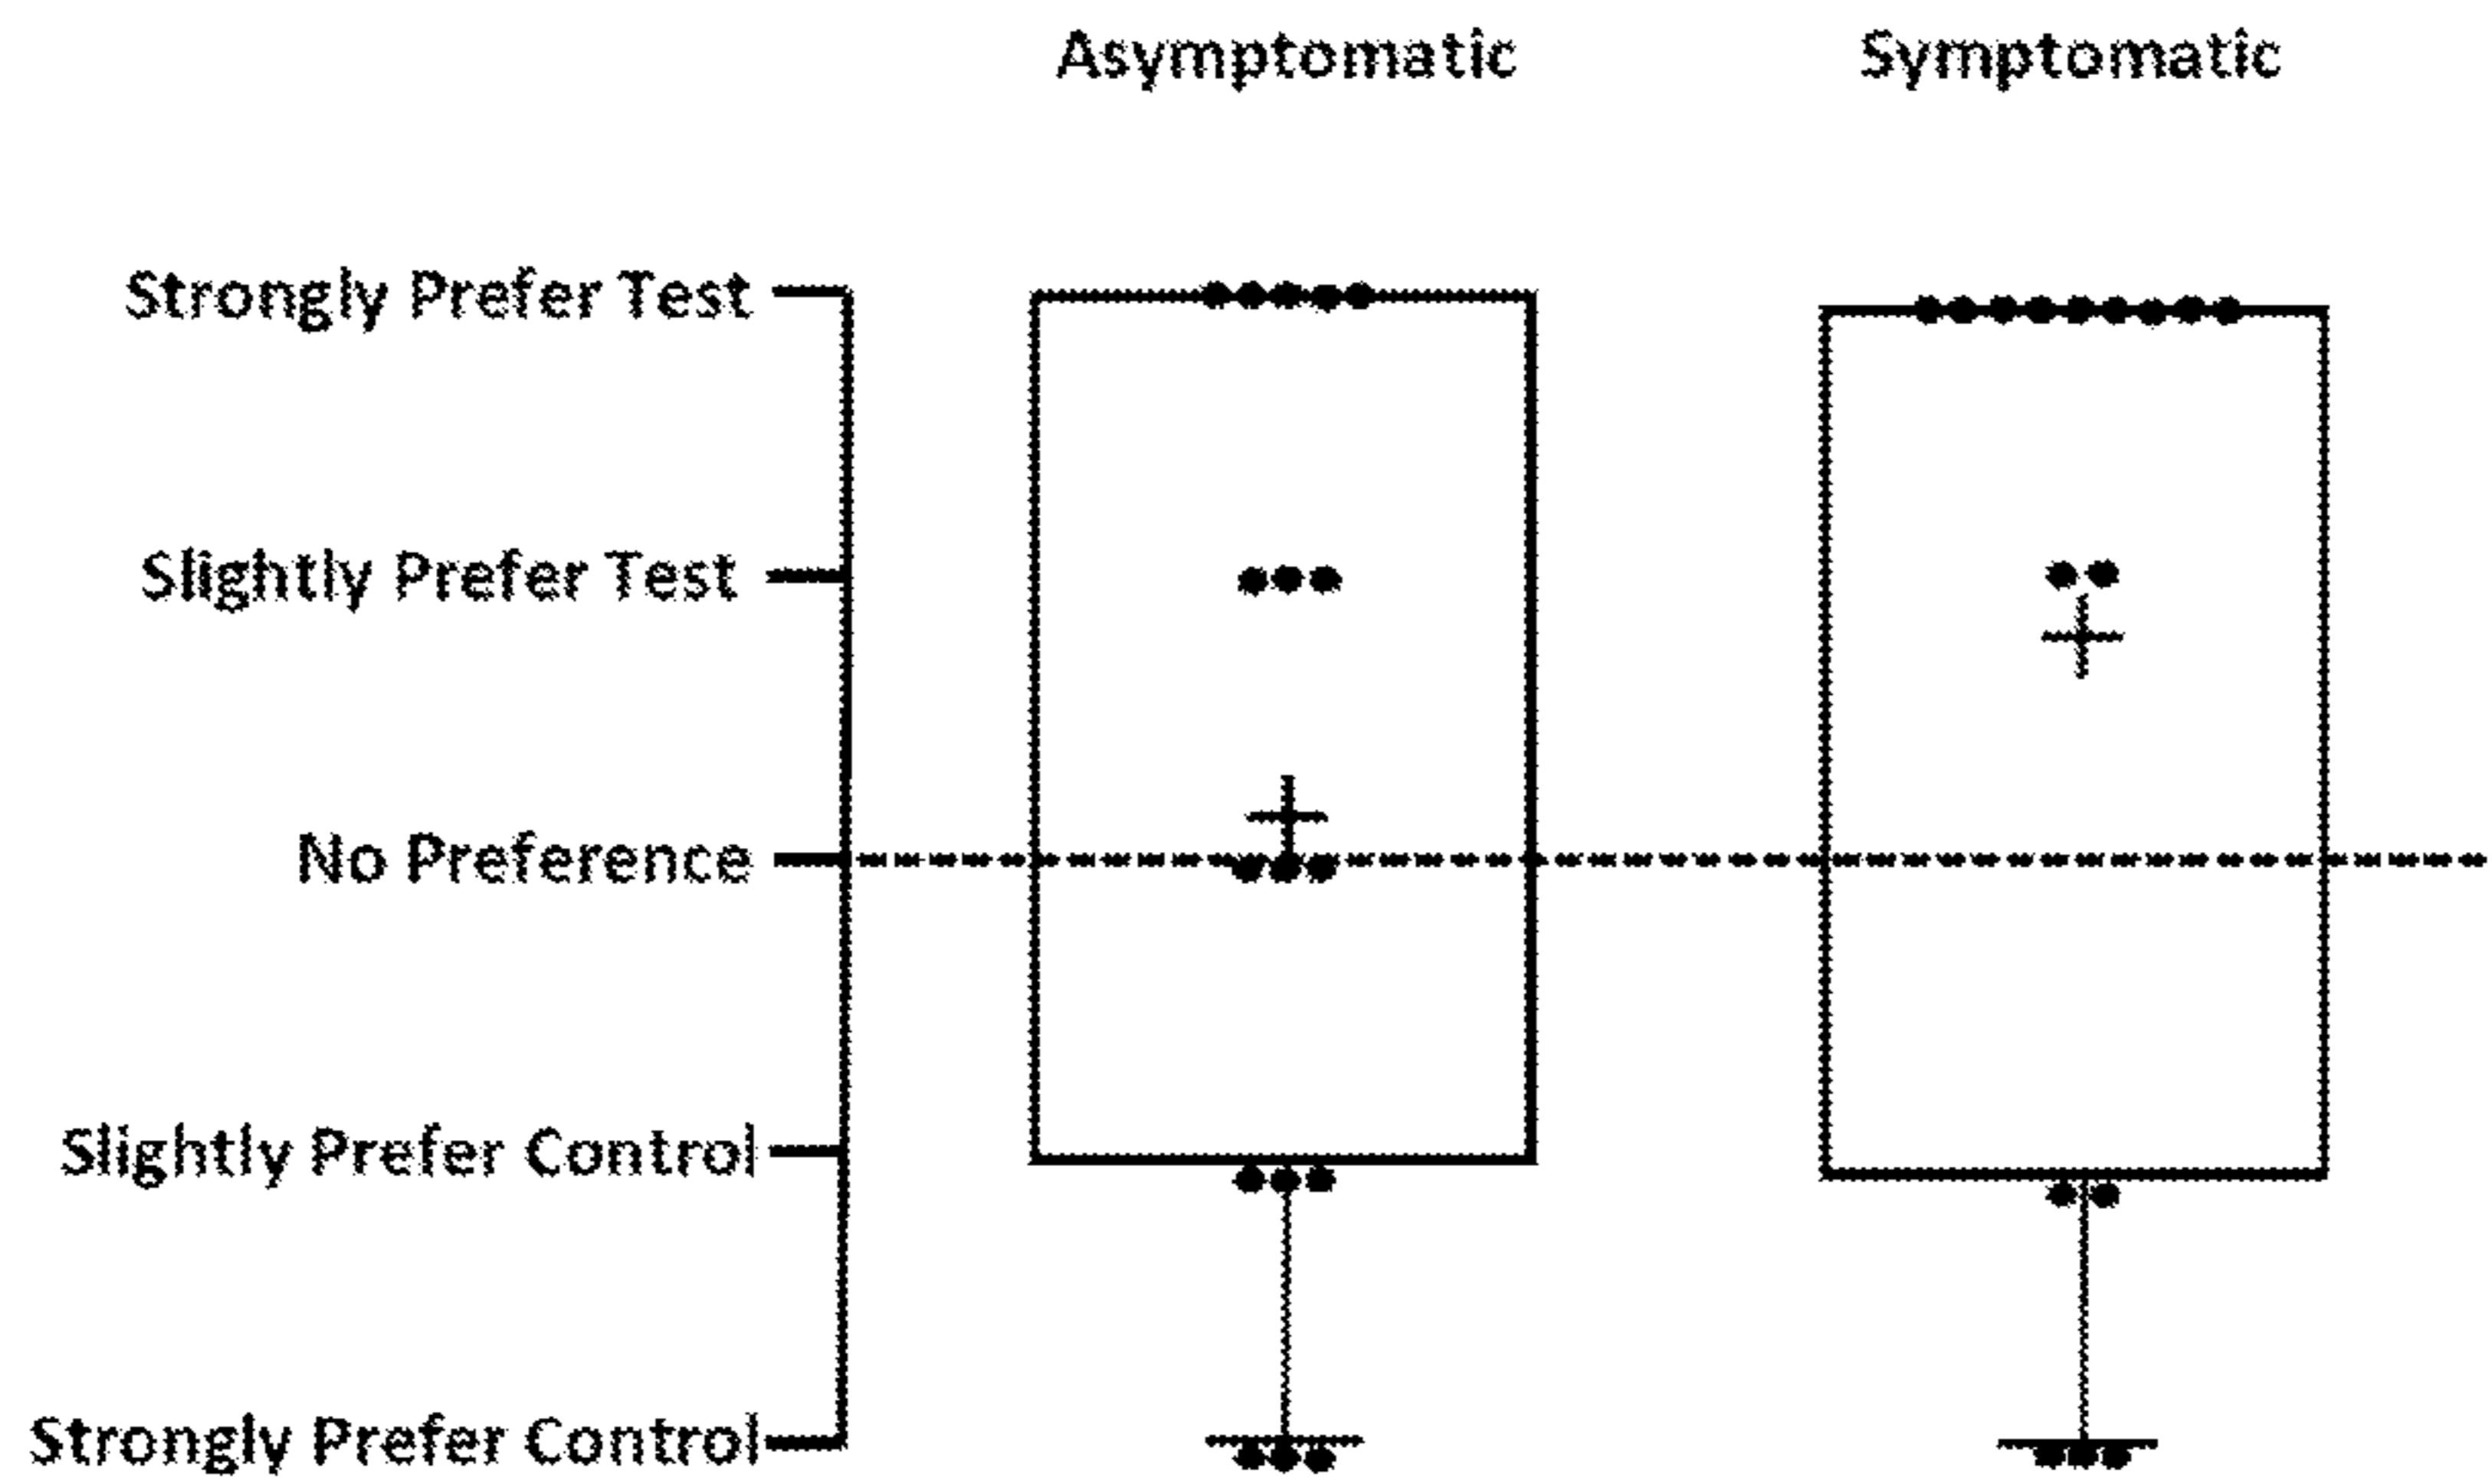 Asymptomatic Symptomatic
Strongly Prefer Test
Slightly Prefer Test
No Preference
Slightly Prefer Control
Strongly Prefer Control